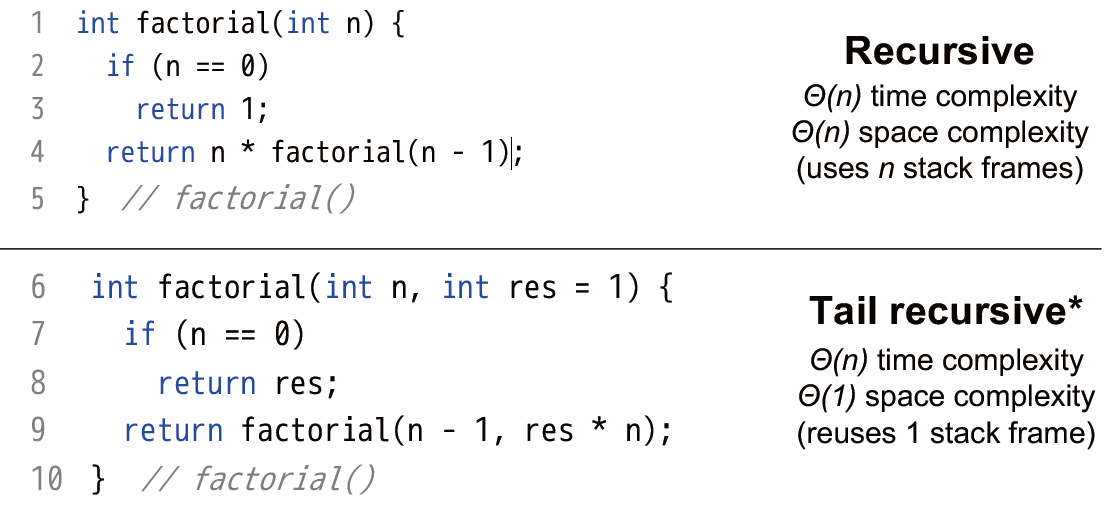 1 int factorial(int n) {
2 if (n == 0)
3 return 1;
4 return n * factorial(n - 1);
5 } // factorial()
Recursive
Θ(n) time complexity
Θ(n) space complexity
(uses n stack frames)
6 int factorial(int n, int res = 1) {
7 if (n == 0)
8 return res;
9 return factorial(n - 1, res * n);
10 } // factorial()
Tail recursive*
Θ(n) time complexity
Θ(1) space complexity
(reuses 1 stack frame)